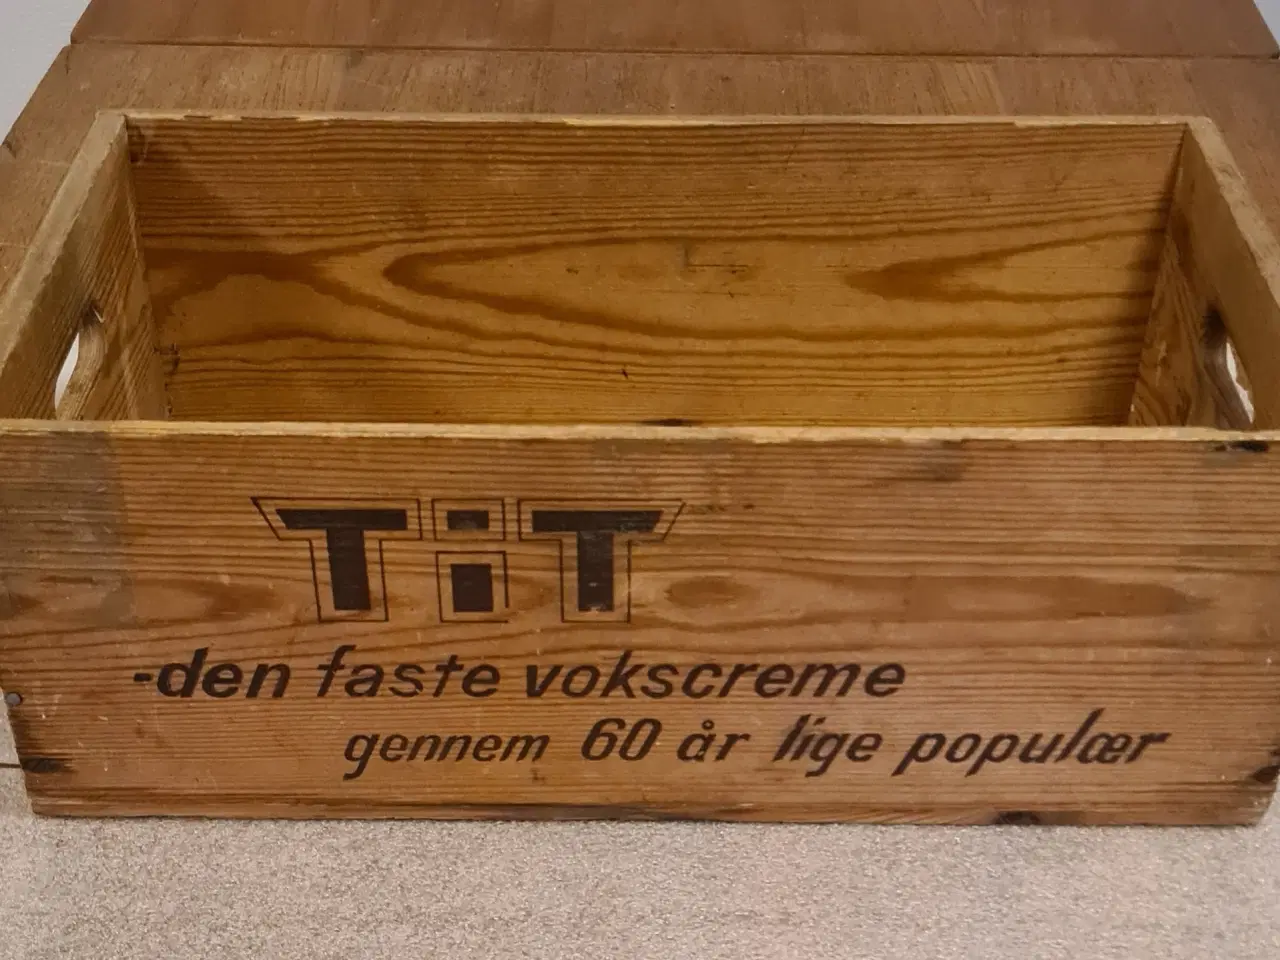 TiT
-den faste vokscreme
gennem 60 år lige populær